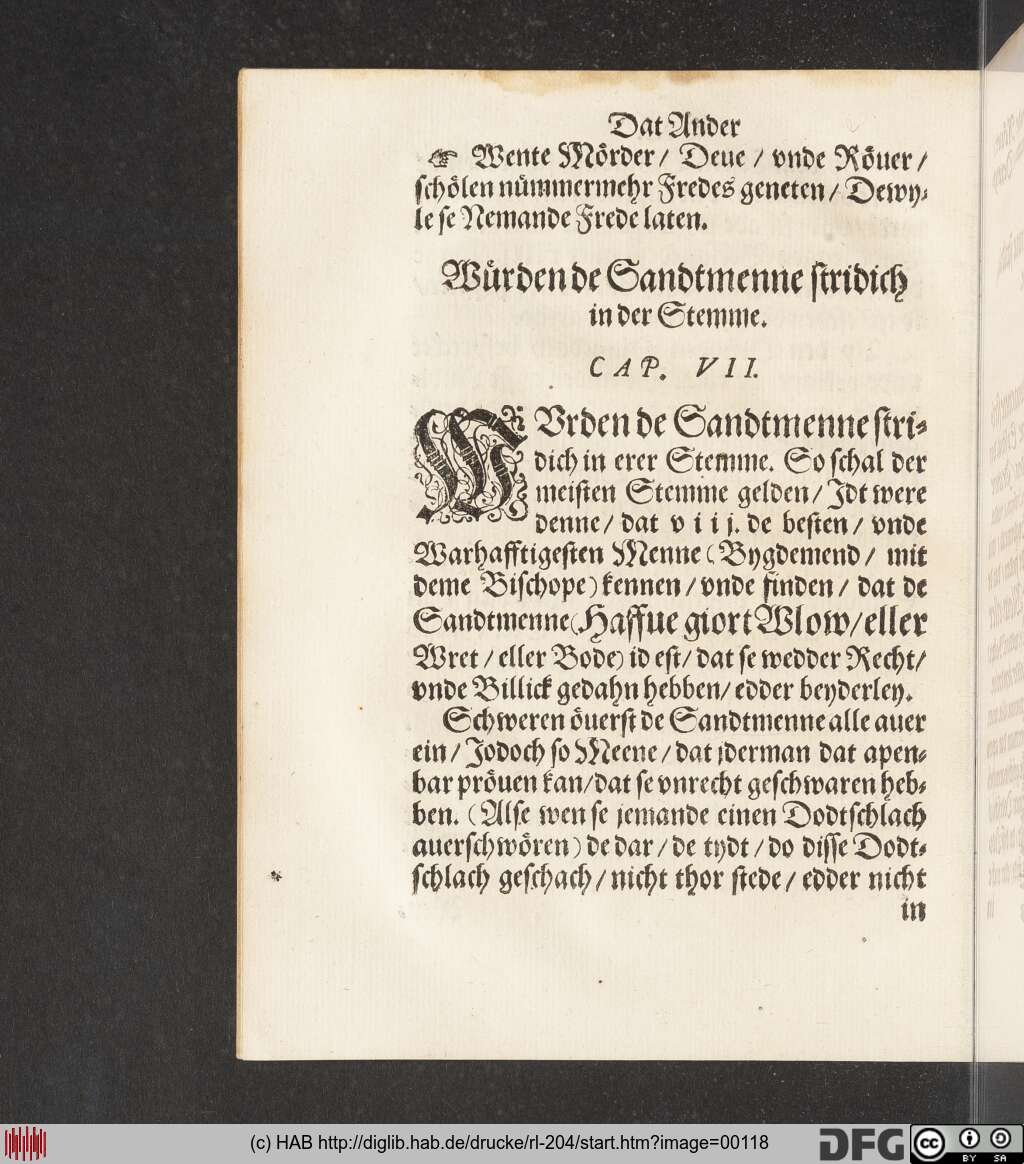 Dat Ander
☞ Wente Mörder / Deue / vnde Röuer /
schölen nümmermehr Fredes geneten / Dewy-
le se Nemande Frede laten.
Würden de Sandtmenne stridich
in der Stemme.
CAP. VII.
WVrden de Sandtmenne stri-
dich in erer Stemme. So schal der
meisten Stemme gelden / Idt were
denne / dat viij. de besten / vnde
Warhafftigesten Menne (Bygdemend / mit
deme Bischope) kennen / vnde finden / dat de
Sandtmenne (Haffue giort Wlow / eller
Wret / eller Bode) id est / dat se wedder Recht /
vnde Billick gedahn hebben / edder beyderley.
Schweren öuerst de Sandtmenne alle auer
ein / Jodoch so Meene / dat jderman dat apen-
bar pröuen kan / dat se vnrecht geschwaren heb-
ben. (Alse wen se jemande einen Dodtschlach
auerschwören) de dar / de tydt / do disse Dodt-
schlach geschach / nicht thor stede / edder nicht
in
(c) HAB http://diglib.hab.de/drucke/rl-204/start.htm?image=00118
DFG
cc BY SA